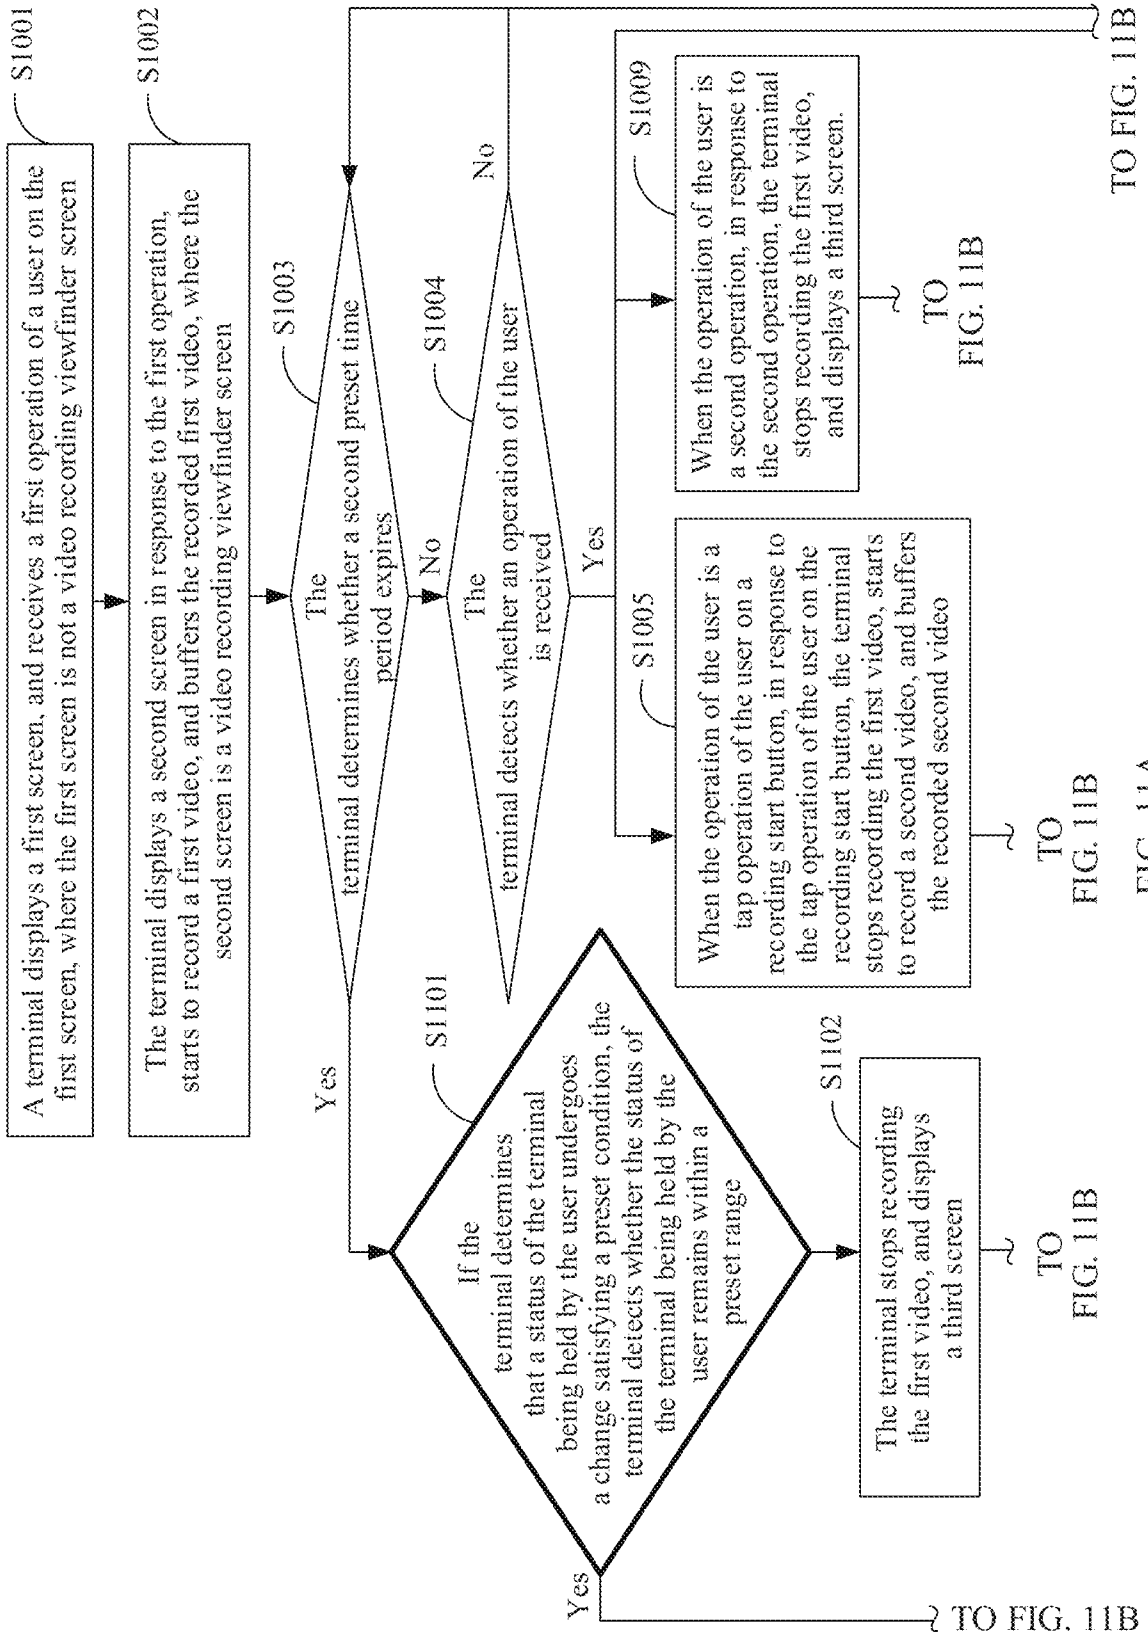 S1001
A terminal displays a first screen, and receives a first operation of a user on the
first screen, where the first screen is not a video recording viewfinder screen
S1002
The terminal displays a second screen in response to the first operation,
starts to record a first video, and buffers the recorded first video, where the
second screen is a video recording viewfinder screen
S1003
The
terminal determines whether a second preset time
period expires
Yes
No
S1004
The
terminal detects whether an operation of the user
is received
No
Yes
S1101
If the
terminal determines
that a status of the terminal
being held by the user undergoes
a change satisfying a preset condition, the
terminal detects whether the status of
the terminal being held by the
user remains within a
preset range
Yes
TO FIG. 11B
S1102
The terminal stops recording
the first video, and displays
a third screen
TO
FIG. 11B
S1005
When the operation of the user is a
tap operation of the user on a
recording start button, in response to
the tap operation of the user on the
recording start button, the terminal
stops recording the first video, starts
to record a second video, and buffers
the recorded second video
TO
FIG. 11B
S1009
When the operation of the user is
a second operation, in response to
the second operation, the terminal
stops recording the first video,
and displays a third screen.
TO
FIG. 11B
TO FIG. 11B
FIG. 11A